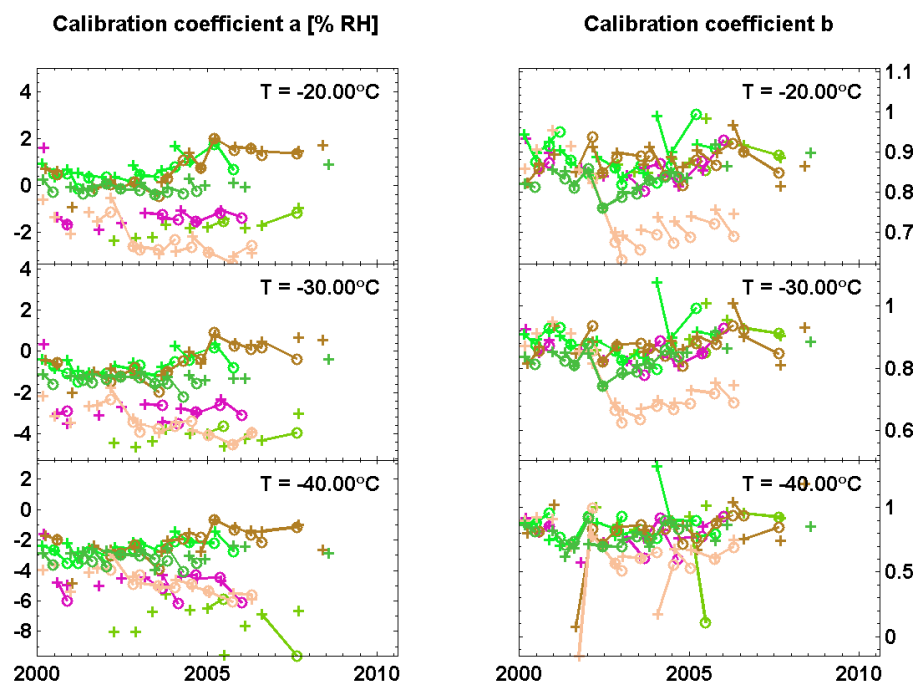 Calibration coefficient a [% RH]
Calibration coefficient b
T = -20.00°C
4
2
0
-2
T = -20.00°C
1.1
1
0.9
0.8
0.7
T = -30.00°C
4
2
0
-2
-4
T = -30.00°C
1
0.8
0.6
T = -40.00°C
2
0
-2
-4
-6
-8
T = -40.00°C
1
0.5
0
2000 2005 2010
2000 2005 2010